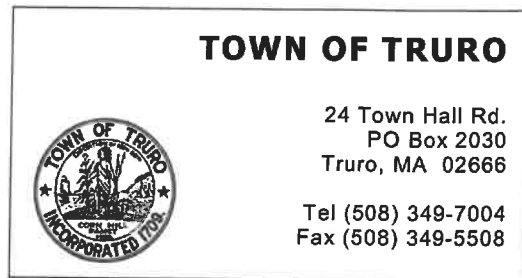 TOWN OF TRURO
24 Town Hall Rd.
PO Box 2030
Truro, MA 02666
Tel (508) 349-7004
Fax (508) 349-5508
TOWN OF TRURO
CORN HILL
INCORPORATED 1709.